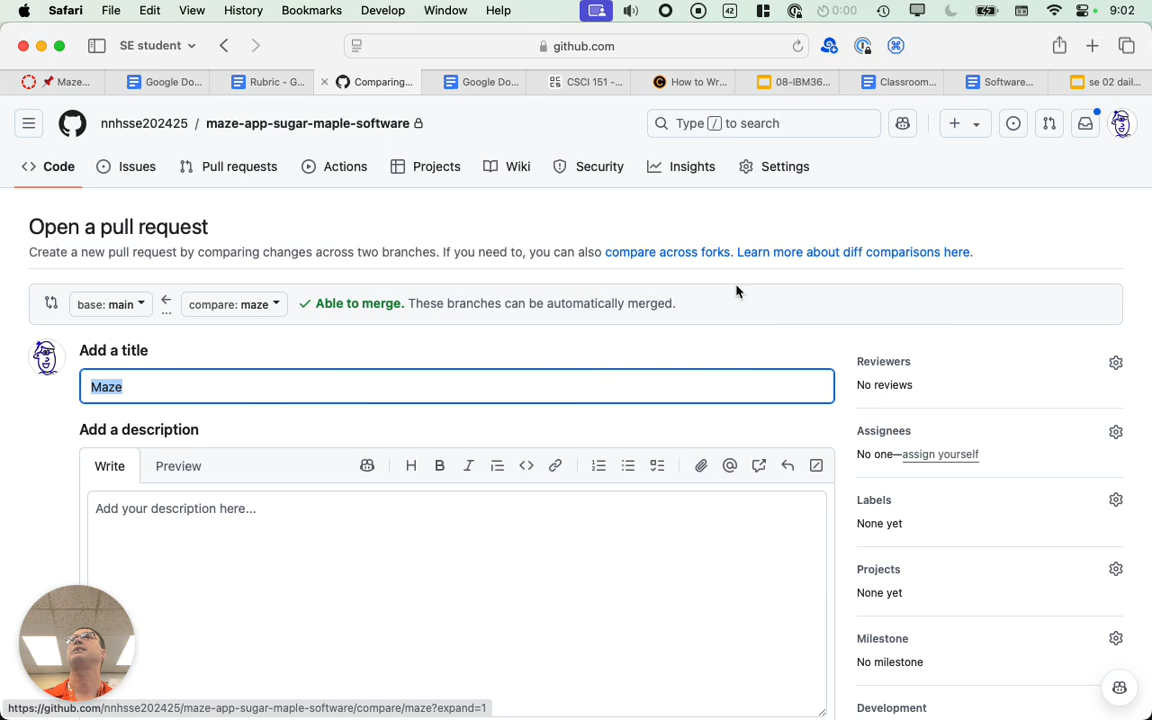 Safari File Edit View History Bookmarks Develop Window Help 42 0:00 9:02
SE student github.com
Maze... Google Do... Rubric - G... Comparing... Google Do... CSCI 151 -... How to Wr... 08-IBM36... Classroom... Software... se 02 dail...
nnhsse202425 / maze-app-sugar-maple-software Type / to search
Code Issues Pull requests Actions Projects Wiki Security Insights Settings
Open a pull request
Create a new pull request by comparing changes across two branches. If you need to, you can also compare across forks. Learn more about diff comparisons here.
base: main ... compare: maze Able to merge. These branches can be automatically merged.
Add a title
Maze
Add a description
Write Preview
Add your description here...
Reviewers
No reviews
Assignees
No one—assign yourself
Labels
None yet
Projects
None yet
Milestone
No milestone
Development
https://github.com/nnhsse202425/maze-app-sugar-maple-software/compare/maze?expand=1